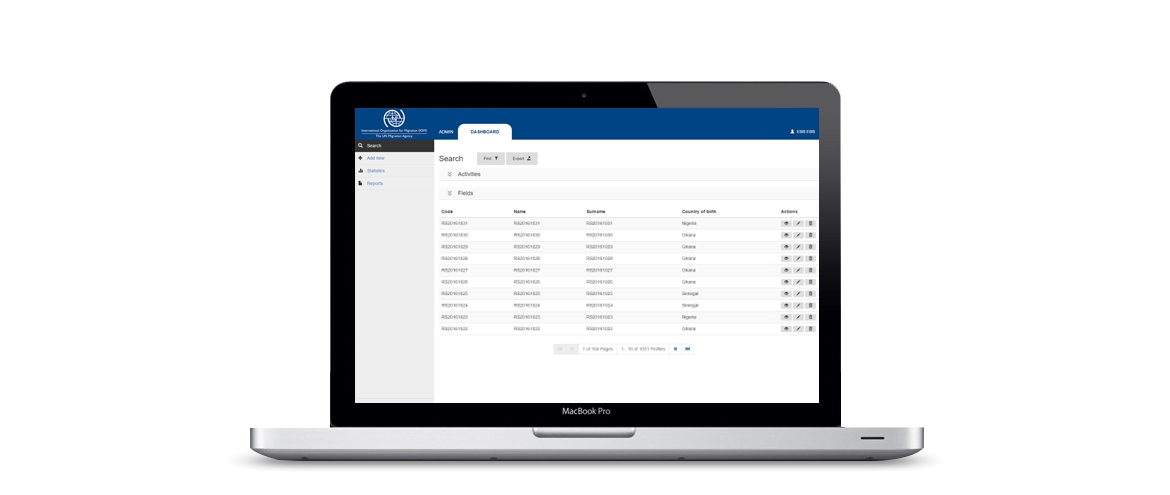 International Organization for Migration (IOM)
The UN Migration Agency
ADMIN
DASHBOARD
Search
Add new
Statistics
Reports
Search
Find
Export
Activities
Fields
Code Name Surname Country of birth Actions
RS20161031 RS20161031 RS20161031 Nigeria
RS20161030 RS20161030 RS20161030 Ghana
RS20161029 RS20161029 RS20161029 Ghana
RS20161028 RS20161028 RS20161028 Ghana
RS20161027 RS20161027 RS20161027 Ghana
RS20161026 RS20161026 RS20161026 Ghana
RS20161025 RS20161025 RS20161025 Senegal
RS20161024 RS20161024 RS20161024 Senegal
RS20161023 RS20161023 RS20161023 Nigeria
RS20161022 RS20161022 RS20161022 Ghana
1 of 104 Pages
1 - 10 of 1031 Profiles
MacBook Pro